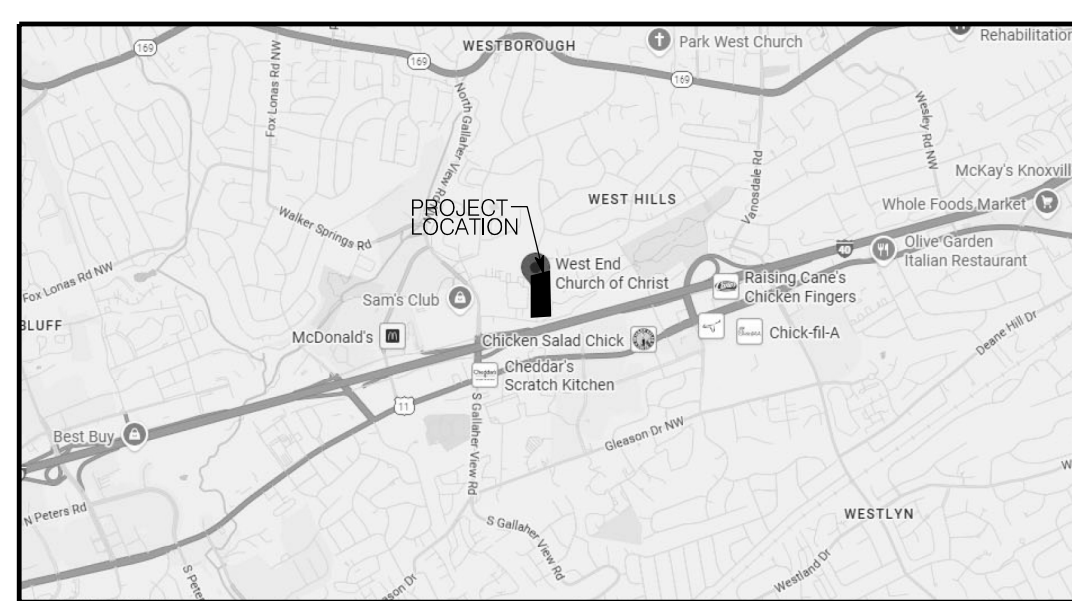 169
WESTBOROUGH
Park West Church
Rehabilitation
169
169
Fox Lonas Rd NW
North Gallaher View Rd NW
Wesley Rd NW
Vanosdale Rd
McKay's Knoxvill
WEST HILLS
Whole Foods Market
PROJECT
LOCATION
Walker Springs Rd
40
Olive Garden
Italian Restaurant
West End
Church of Christ
Fox Lonas Rd NW
Raising Cane's
Chicken Fingers
Sam's Club
BLUFF
McDonald's
Chicken Salad Chick
Chick-fil-A
Deane Hill Dr
Cheddar's
Scratch Kitchen
11
S Gallaher View Rd
Best Buy
Gleason Dr NW
N Peters Rd
WESTLYN
S Gallaher View Rd
S Peter
ason Dr
Westland Dr
W